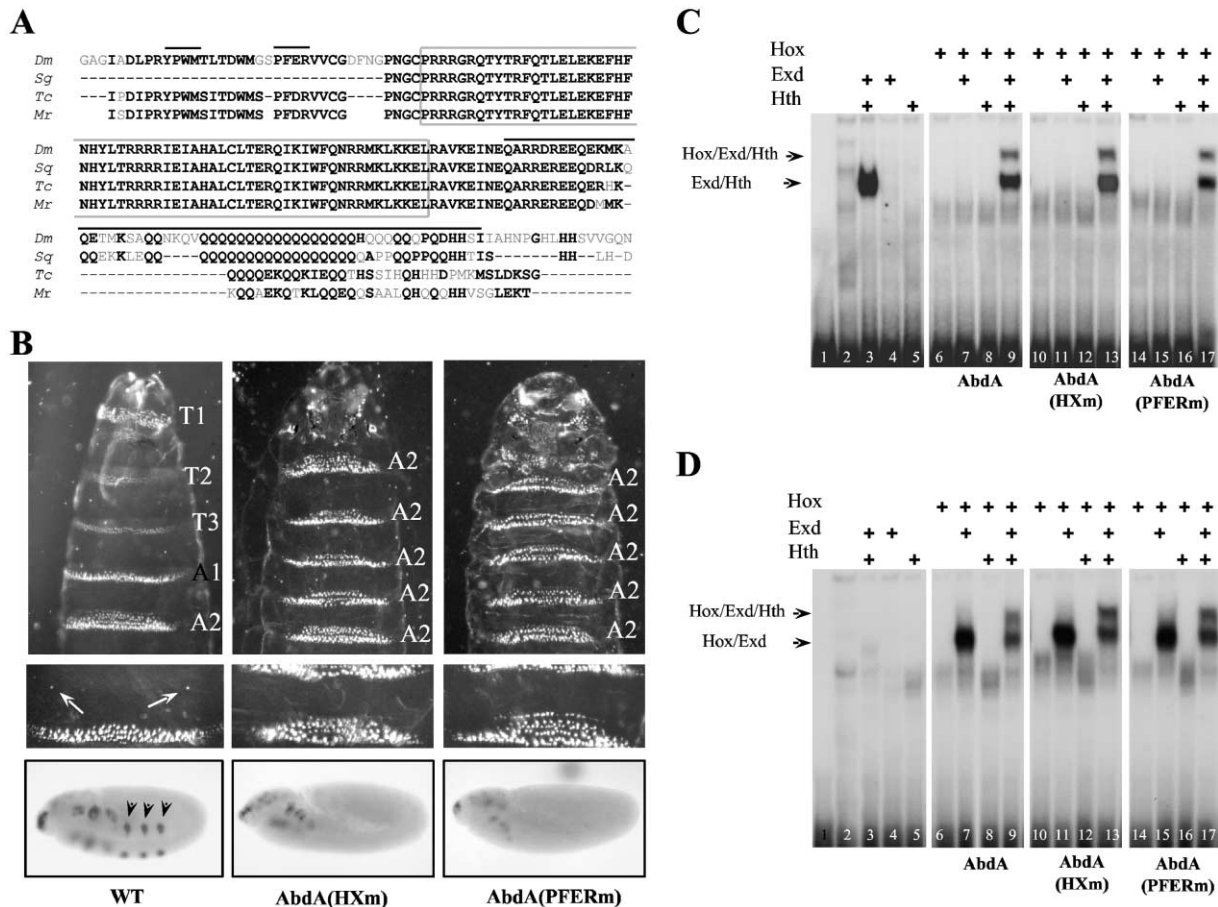 A
Dm GAGIADLPRYPWMTLTDWMGSPFERVVCGDFNGPNGCPRRRGRQTYTRFQTLELEKEFHF
Sg --------------------------------PNGCPRRRGRQTYTRFQTLELEKEFHF
Tc ---IPDIPRYPWMSITDWMS-PFDRVVCG-----PNGCPRRRGRQTYTRFQTLELEKEFHF
Mr ISDIPRYPWMSLTDWMS-PFDRVVCG PNGCPRRRGRQTYTRFQTLELEKEFHF
Dm NHYLTRRRRIEIAHALCLTERQIKIWFQNRRMKLKKELRAVKEINEQARRDREEQEKMKA
Sq NHYLTRRRRIEIAHALCLTERQIKIWFQNRRMKLKKELRAVKEINEQARREREEQDRLKQ
Tc NHYLTRRRRIEIAHALCLTERQIKIWFQNRRMKLKKELRAVKEINEQARREREEQERHK-
Mr NHYLTRRRRIEIAHALCLTERQIKIWFQNRRMKLKKELRAVKEINEQARREREEQDMMK-
Dm QETMKSAQQNKQVQQQQQQQQQQQQQQQQQHQQQQQQPQDHHSIIAHNPGHLHHSVVGQN
Sq QQEKKLEQQ----QQQQQQQQQQQQQQQQQQAPPQQPPQQHHTIS------HH--LH-D
Tc ----------------QQQQEKQQKIEQQTHSSIHQHHHDPMKMSLDKSG----------
Mr ----------------KQQAEKQTKLQQEQQSAALQHQQQHHVSGLEKT-----------
B
T1
T2
T3
A1
A2
A2
A2
A2
A2
A2
A2
A2
A2
A2
A2
WT AbdA(HXm) AbdA(PFERm)
C
Hox + + + + + + + + + + + +
Exd + + + + + + + +
Hth + + + + + + + +
Hox/Exd/Hth
Exd/Hth
1 2 3 4 5 6 7 8 9 10 11 12 13 14 15 16 17
AbdA AbdA (HXm) AbdA (PFERm)
D
Hox + + + + + + + + + + + +
Exd + + + + + + + +
Hth + + + + + + + +
Hox/Exd/Hth
Hox/Exd
1 2 3 4 5 6 7 8 9 10 11 12 13 14 15 16 17
AbdA AbdA (HXm) AbdA (PFERm)